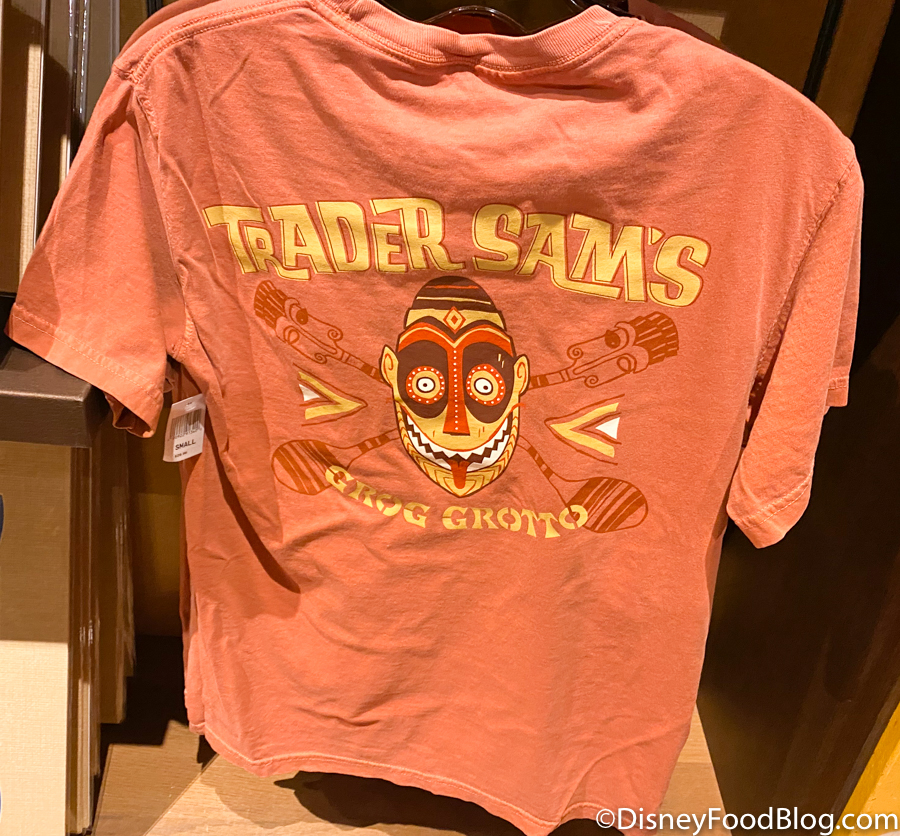 TRADER SAM'S
GROG GROTTO
SMALL
©DisneyFoodBlog.com